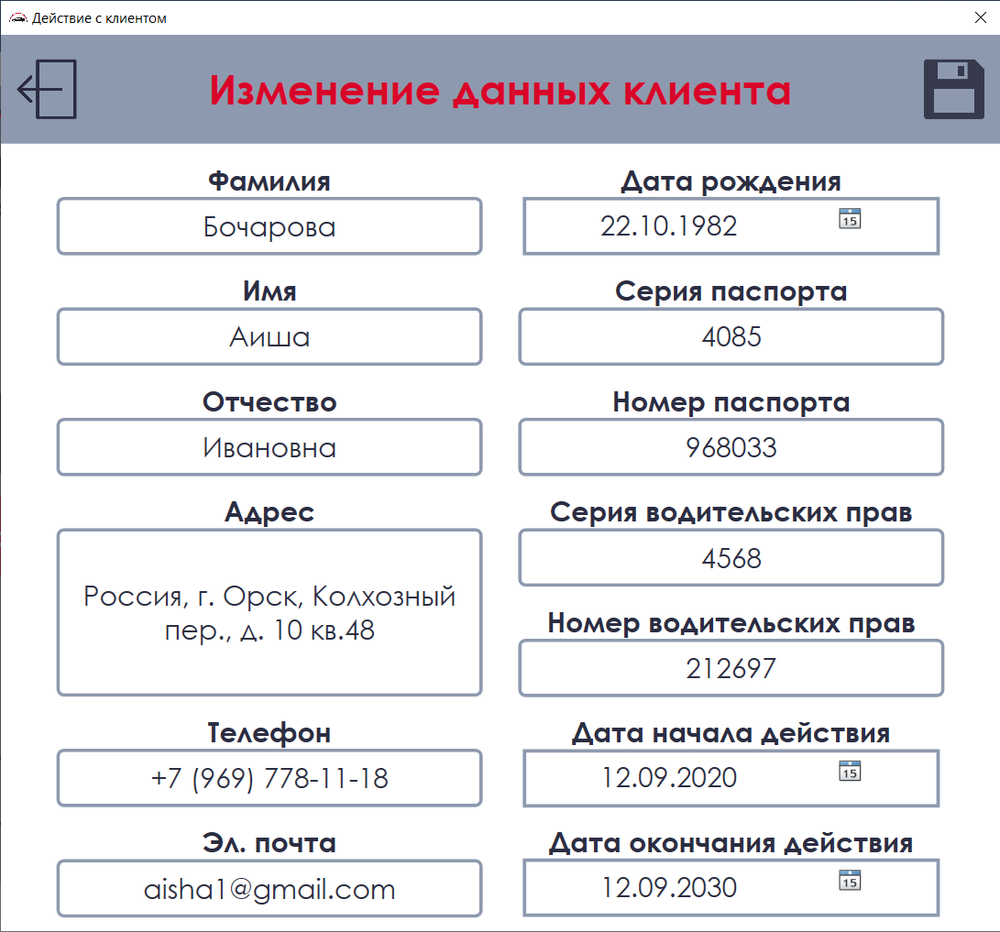 Действие с клиентом
Изменение данных клиента
Фамилия
Бочарова
Имя
Аиша
Отчество
Ивановна
Адрес
Россия, г. Орск, Колхозный
пер., д. 10 кв.48
Телефон
+7 (969) 778-11-18
Эл. почта
aisha1@gmail.com
Дата рождения
22.10.1982
15
Серия паспорта
4085
Номер паспорта
968033
Серия водительских прав
4568
Номер водительских прав
212697
Дата начала действия
12.09.2020
15
Дата окончания действия
12.09.2030
15